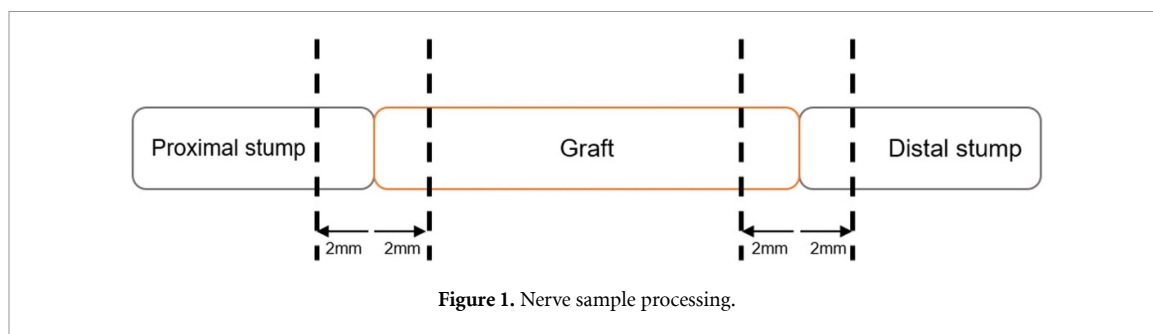 Proximal stump
Graft
Distal stump
2mm 2mm
2mm 2mm
Figure 1. Nerve sample processing.